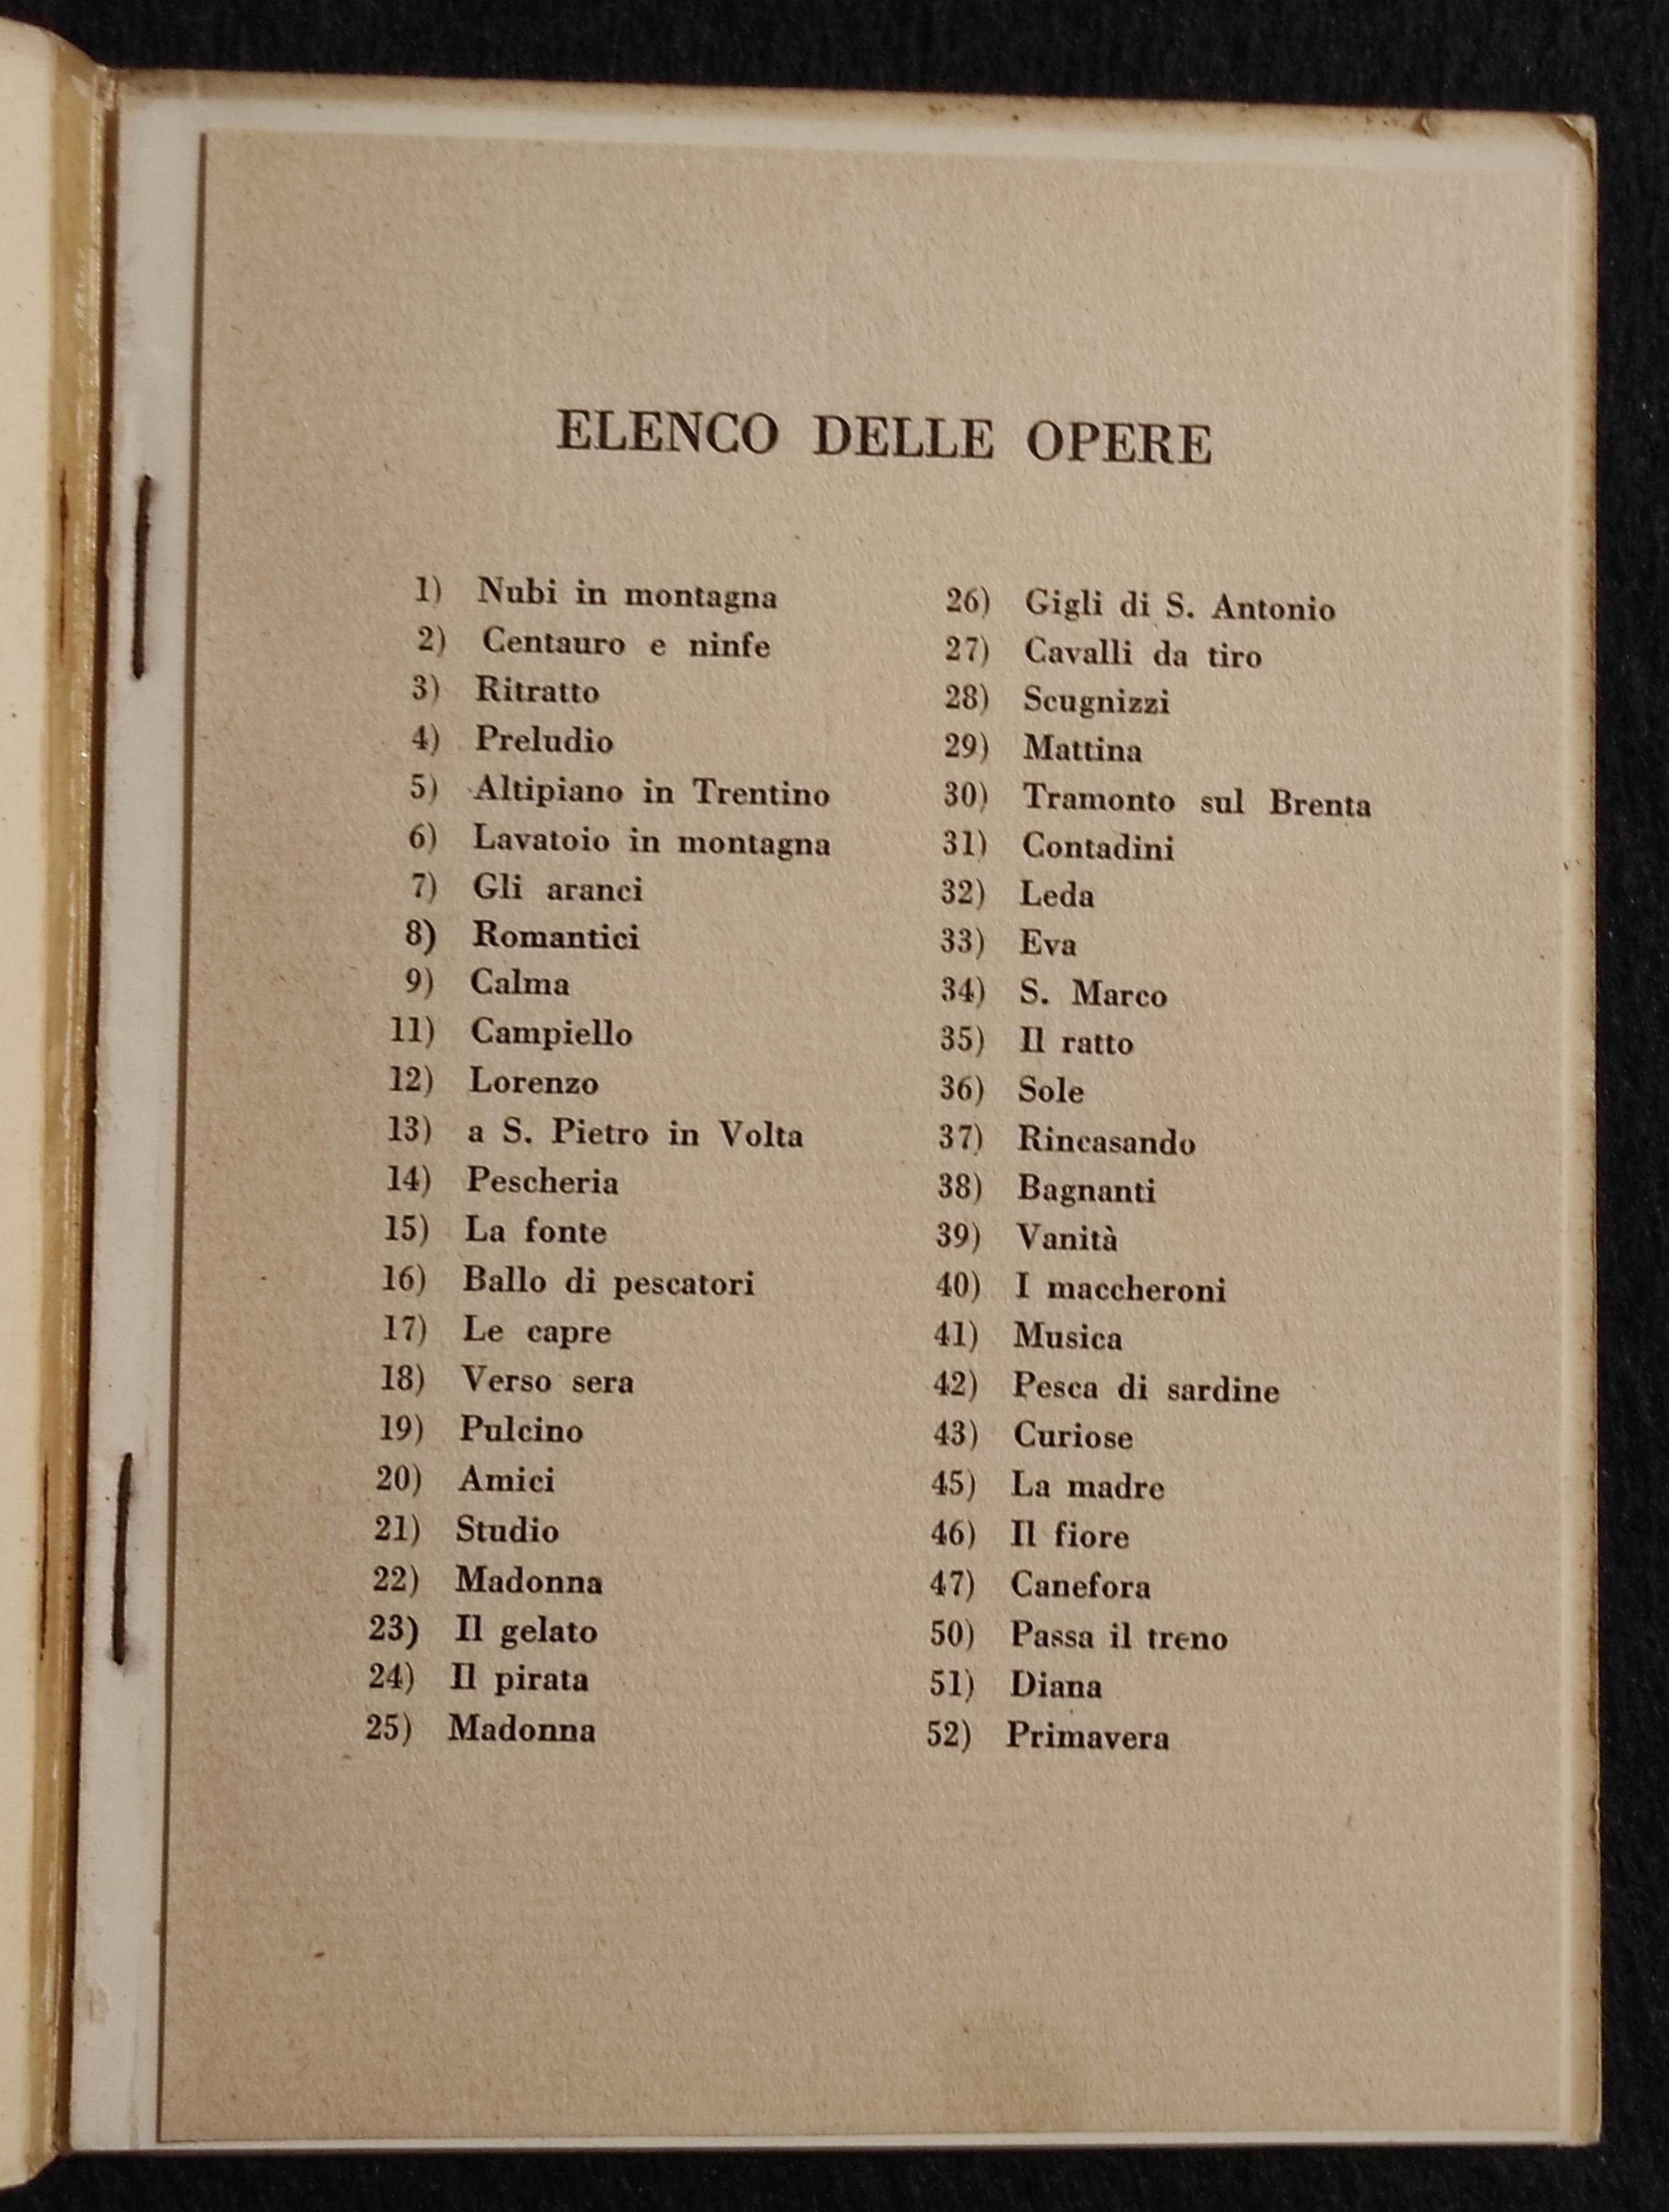 ELENCO DELLE OPERE
1) Nubi in montagna
2) Centauro e ninfe
3) Ritratto
4) Preludio
5) Altipiano in Trentino
6) Lavatoio in montagna
7) Gli aranci
8) Romantici
9) Calma
11) Campiello
12) Lorenzo
13) a S. Pietro in Volta
14) Pescheria
15) La fonte
16) Ballo di pescatori
17) Le capre
18) Verso sera
19) Pulcino
20) Amici
21) Studio
22) Madonna
23) Il gelato
24) Il pirata
25) Madonna
26) Gigli di S. Antonio
27) Cavalli da tiro
28) Scugnizzi
29) Mattina
30) Tramonto sul Brenta
31) Contadini
32) Leda
33) Eva
34) S. Marco
35) Il ratto
36) Sole
37) Rincasando
38) Bagnanti
39) Vanità
40) I maccheroni
41) Musica
42) Pesca di sardine
43) Curiose
45) La madre
46) Il fiore
47) Canefora
50) Passa il treno
51) Diana
52) Primavera